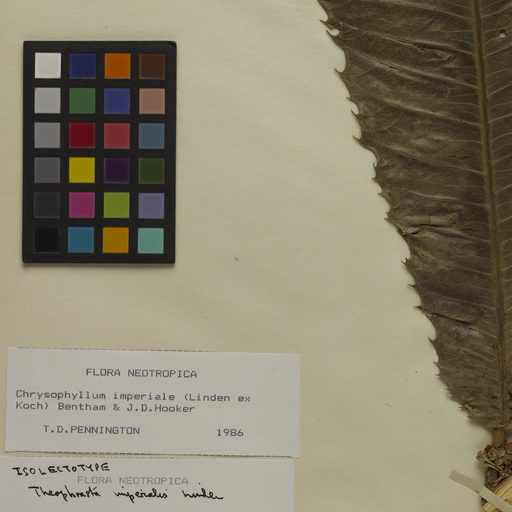 FLORA NEOTROPICA
Chrysophyllum imperiale (Linden ex
Koch) Bentham & J.D.Hooker
T.D.PENNINGTON 1986
ISOLECTOTYPE
FLORA NEOTROPICA
Theophrasta imperialis Linden